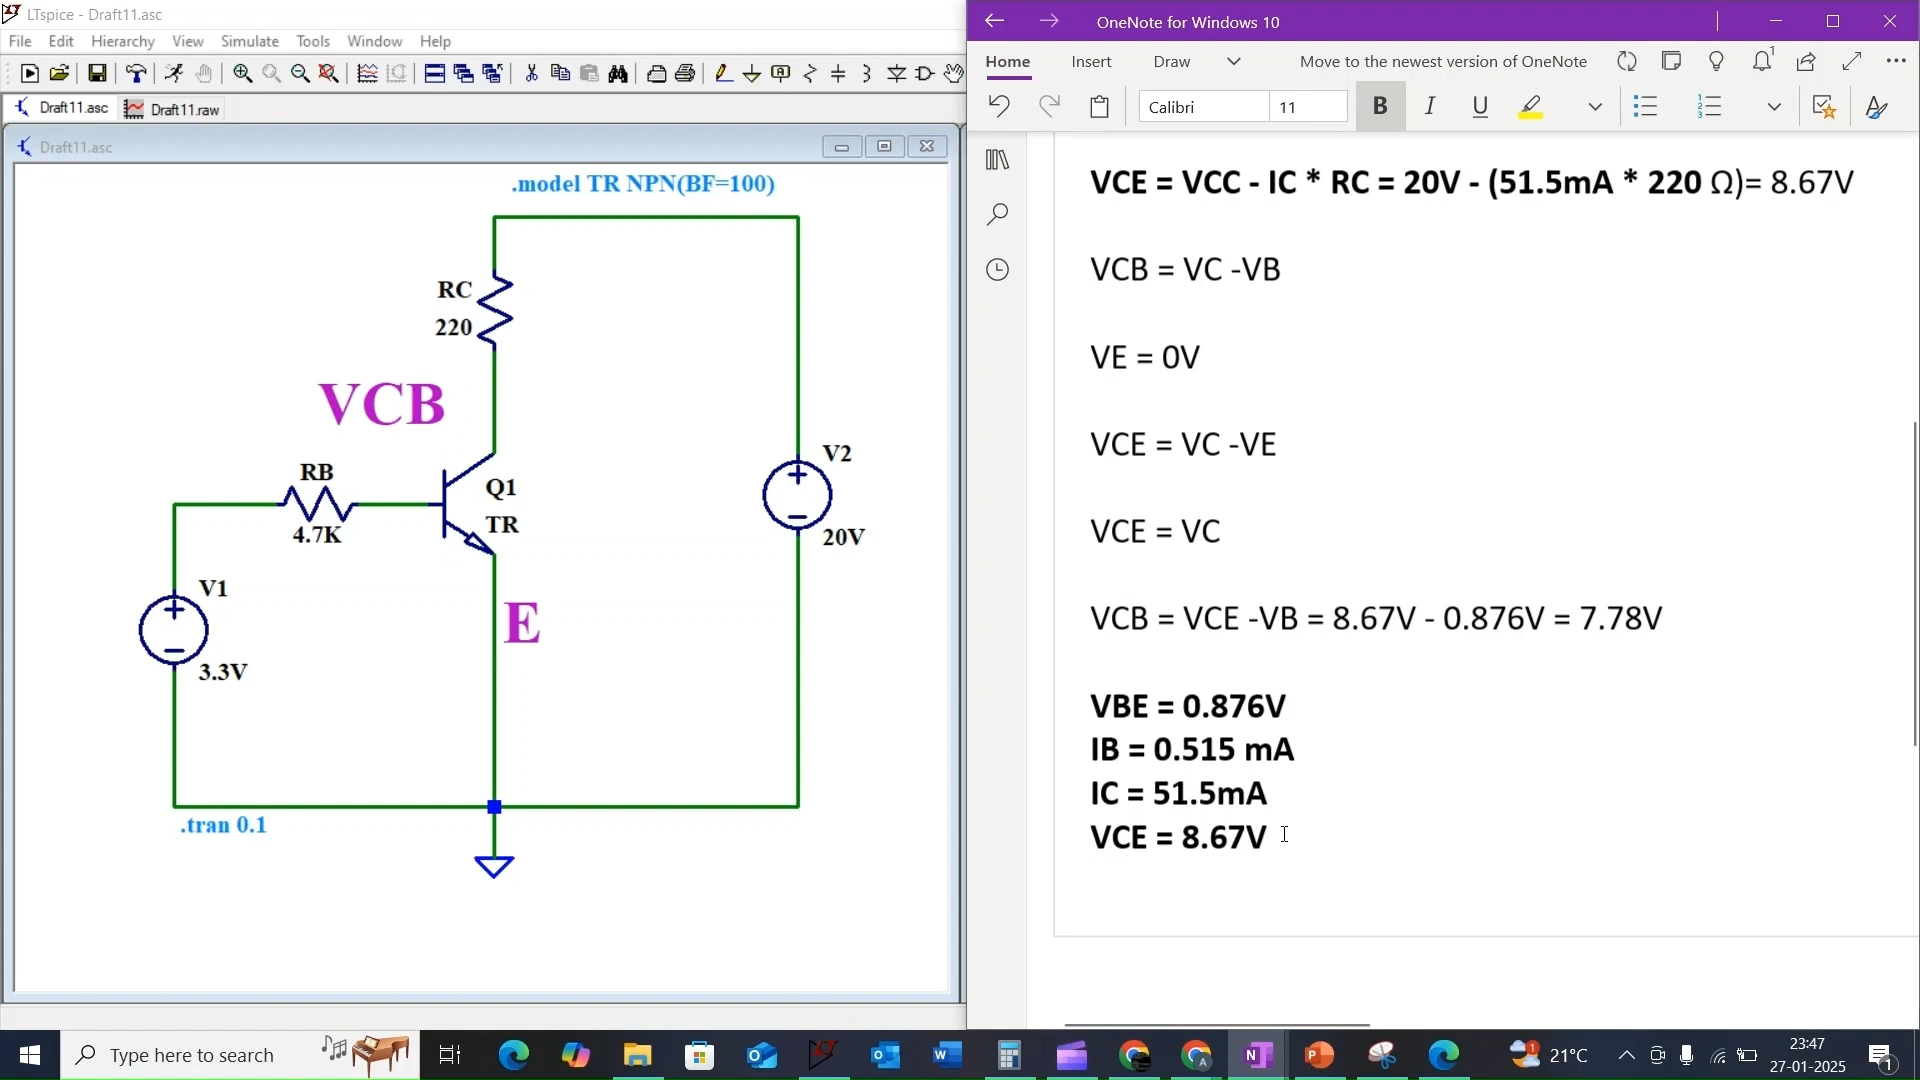 LTspice - Draft11.asc
File Edit Hierarchy View Simulate Tools Window Help
Draft11.asc Draft11.raw
Draft11.asc
.model TR NPN(BF=100)
RC
220
VCB
V2
RB
Q1
4.7K
TR
20V
V1
E
3.3V
.tran 0.1
OneNote for Windows 10
Home Insert Draw Move to the newest version of OneNote 1
Calibri 11 B I U
VCE = VCC - IC * RC = 20V - (51.5mA * 220 Ω)= 8.67V
VCB = VC -VB
VE = 0V
VCE = VC -VE
VCE = VC
VCB = VCE -VB = 8.67V - 0.876V = 7.78V
VBE = 0.876V
IB = 0.515 mA
IC = 51.5mA
VCE = 8.67V
Type here to search
1 21°C
23:47
27-01-2025
1